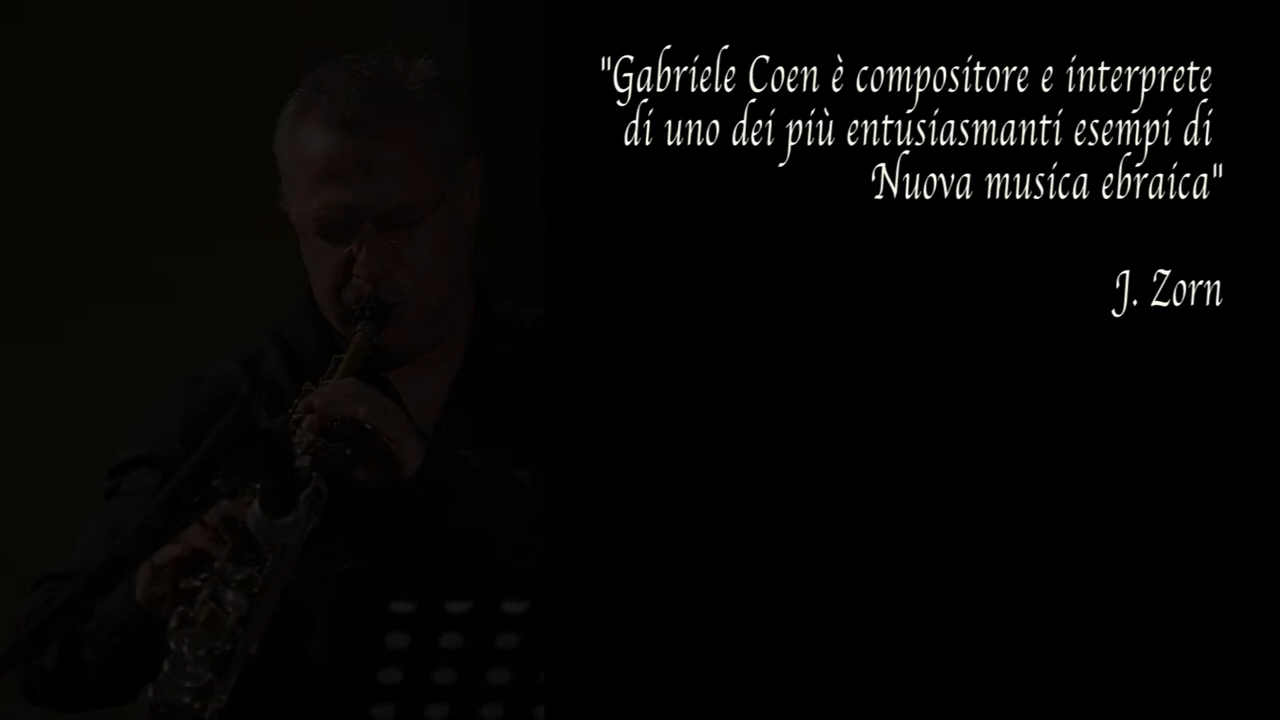 "Gabriele Coen è compositore e interprete
di uno dei più entusiasmanti esempi di
Nuova musica ebraica"
J. Zorn